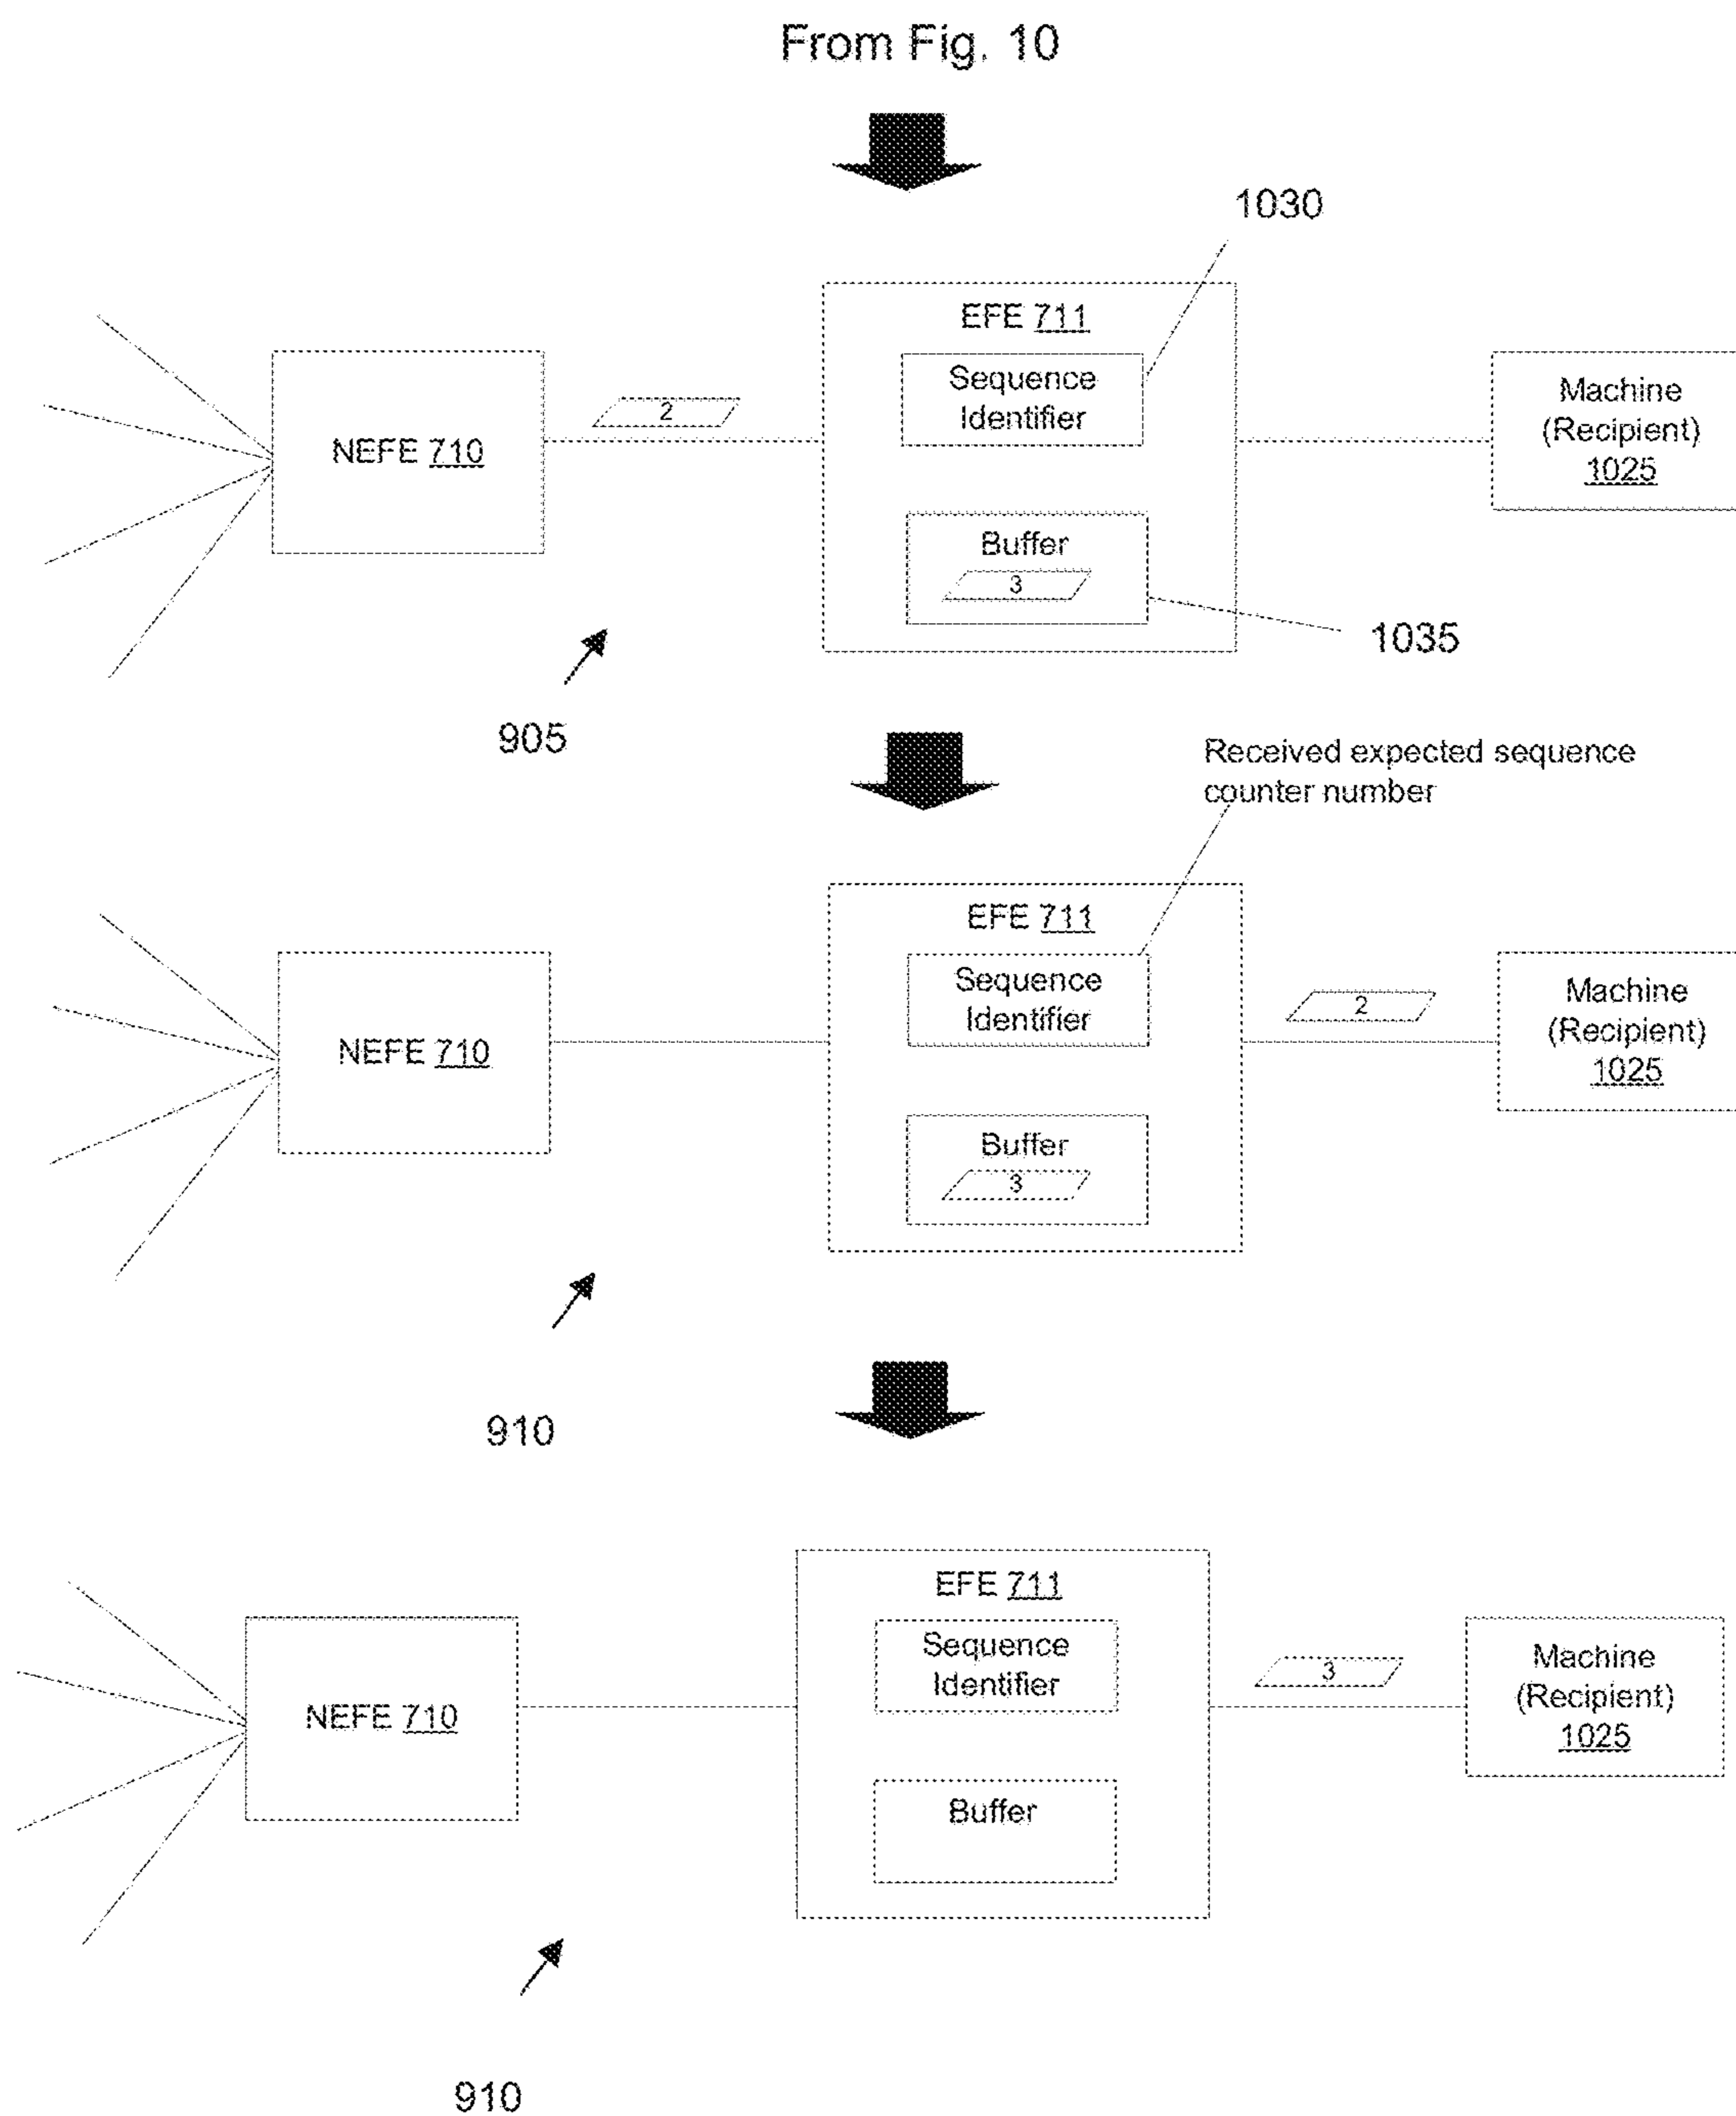 From Fig. 10
1030
EFE 711
Sequence
Identifier
NEFE 710
2
Machine
(Recipient)
1025
Buffer
3
1035
905
Received expected sequence
counter number
EFE 711
Sequence
Identifier
NEFE 710
2
Machine
(Recipient)
1025
Buffer
3
910
EFE 711
Sequence
Identifier
NEFE 710
3
Machine
(Recipient)
1025
Buffer
910